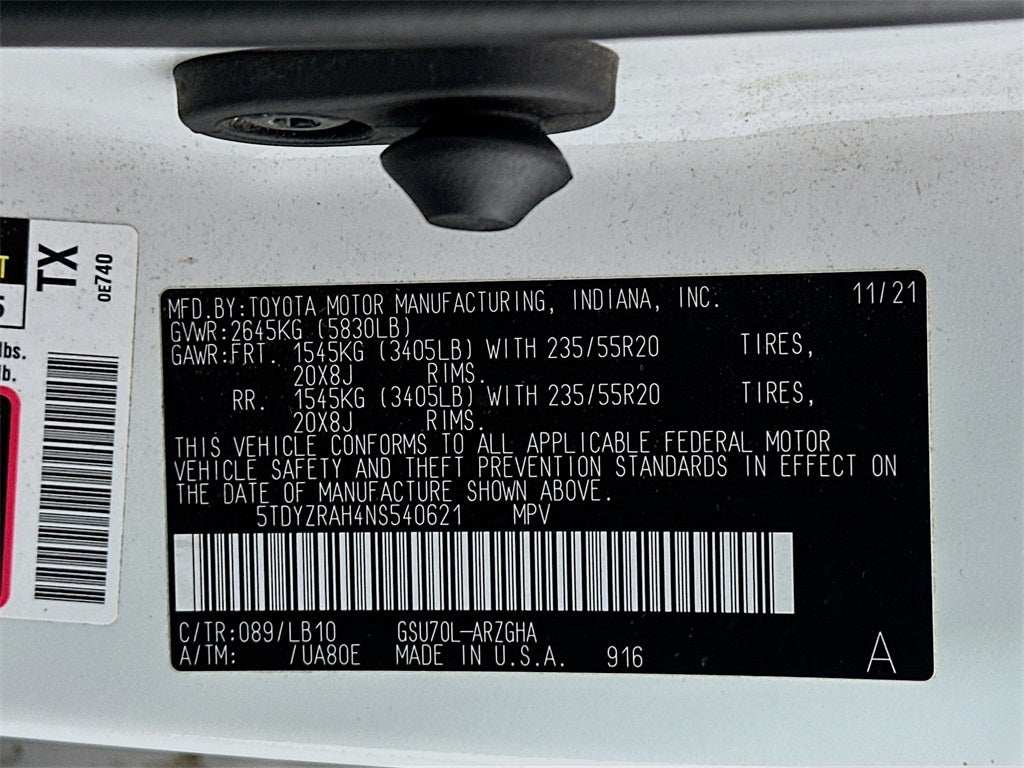 T
5
lbs.
lb.
TX
0E740
MFD.BY:TOYOTA MOTOR MANUFACTURING, INDIANA, INC. 11/21
GVWR:2645KG (5830LB)
GAWR:FRT. 1545KG (3405LB) WITH 235/55R20 TIRES,
20X8J RIMS.
RR. 1545KG (3405LB) WITH 235/55R20 TIRES,
20X8J RIMS.
THIS VEHICLE CONFORMS TO ALL APPLICABLE FEDERAL MOTOR
VEHICLE SAFETY AND THEFT PREVENTION STANDARDS IN EFFECT ON
THE DATE OF MANUFACTURE SHOWN ABOVE.
5TDYZRAH4NS540621 MPV
C/TR:089/LB10 GSU70L-ARZGHA
A/TM: /UA80E MADE IN U.S.A. 916 A